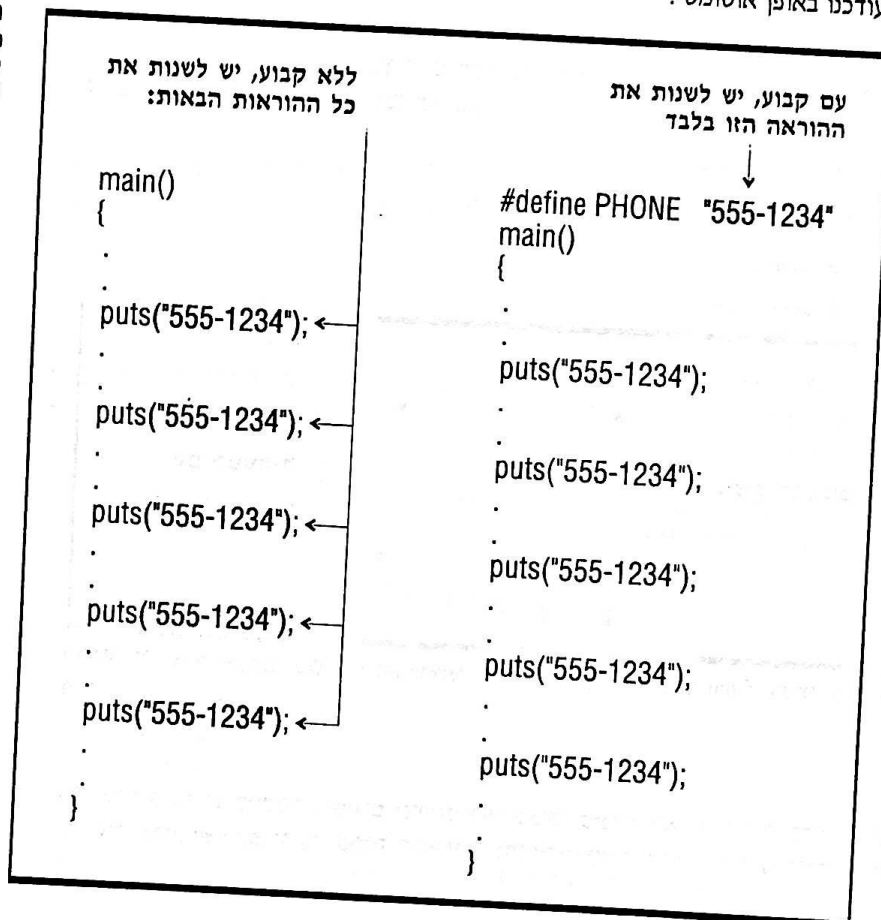 עודכנו באופן
עם קבוע, יש לשנות את
ההוראה הזו בלבד
#define PHONE "555-1234"
main()
{
.
.
puts("555-1234");
.
.
puts("555-1234");
.
.
puts("555-1234");
.
.
puts("555-1234");
.
.
puts("555-1234");
.
.
}
ללא קבוע, יש לשנות את
כל ההוראות הבאות:
main()
{
.
.
puts("555-1234");
.
.
puts("555-1234");
.
.
puts("555-1234");
.
.
puts("555-1234");
.
.
puts("555-1234");
.
.
}